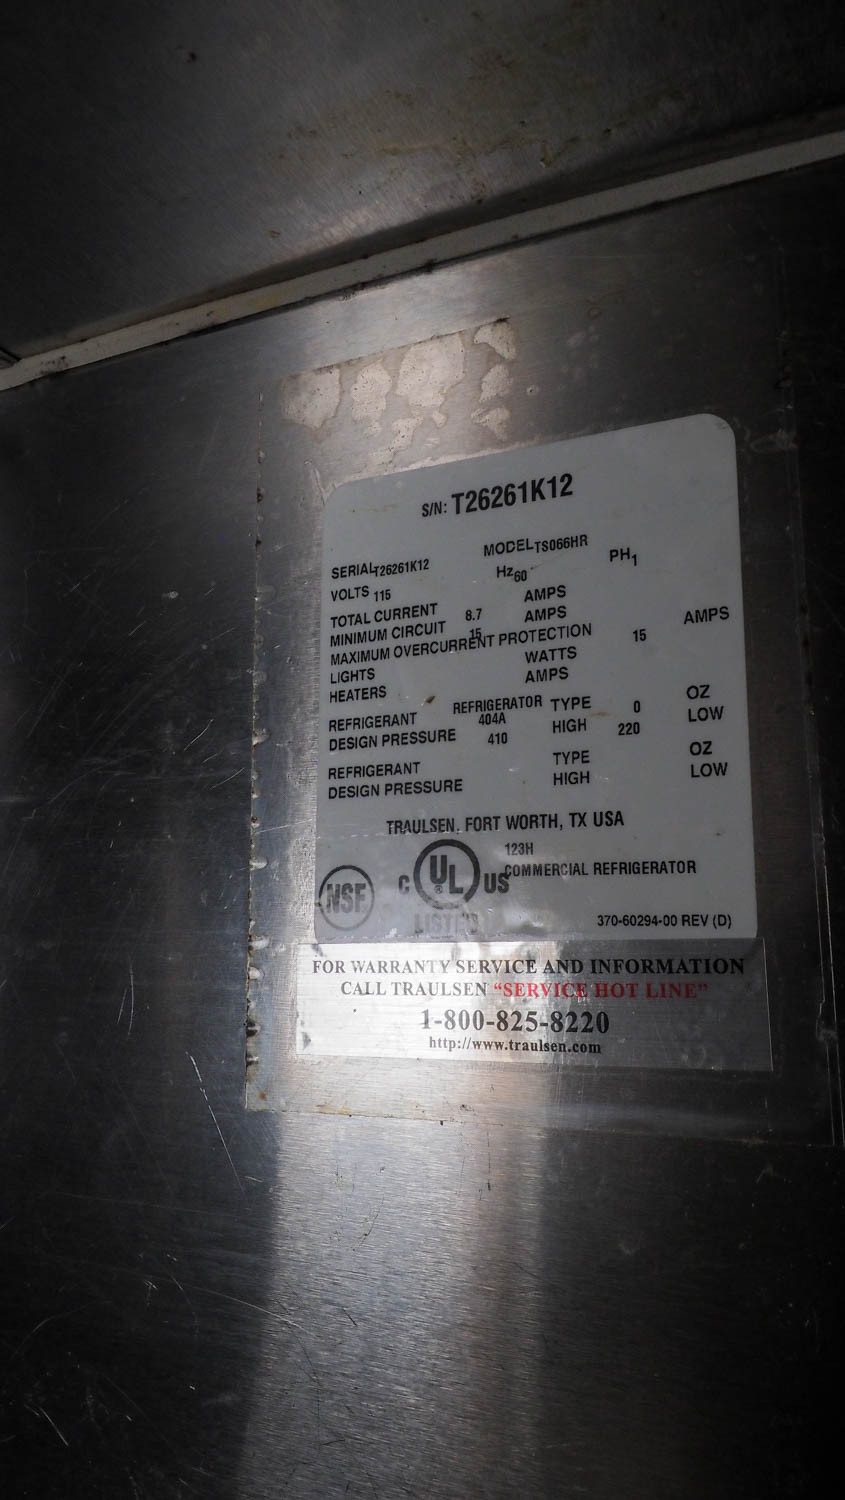 S/N: T26261K12
SERIAL T26261K12 MODEL TS066HR
VOLTS 115 Hz 60 PH 1
TOTAL CURRENT 8.7 AMPS
MINIMUM CIRCUIT 15 AMPS
MAXIMUM OVERCURRENT PROTECTION 15 AMPS
LIGHTS WATTS
HEATERS AMPS
REFRIGERATOR
REFRIGERANT 404A TYPE 0 OZ
DESIGN PRESSURE 410 HIGH 220 LOW
REFRIGERANT TYPE OZ
DESIGN PRESSURE HIGH LOW
TRAULSEN, FORT WORTH, TX USA
123H
COMMERCIAL REFRIGERATOR
NSF C UL ® US
LISTED
370-60294-00 REV (D)
FOR WARRANTY SERVICE AND INFORMATION
CALL TRAULSEN "SERVICE HOT LINE"
1-800-825-8220
http://www.traulsen.com